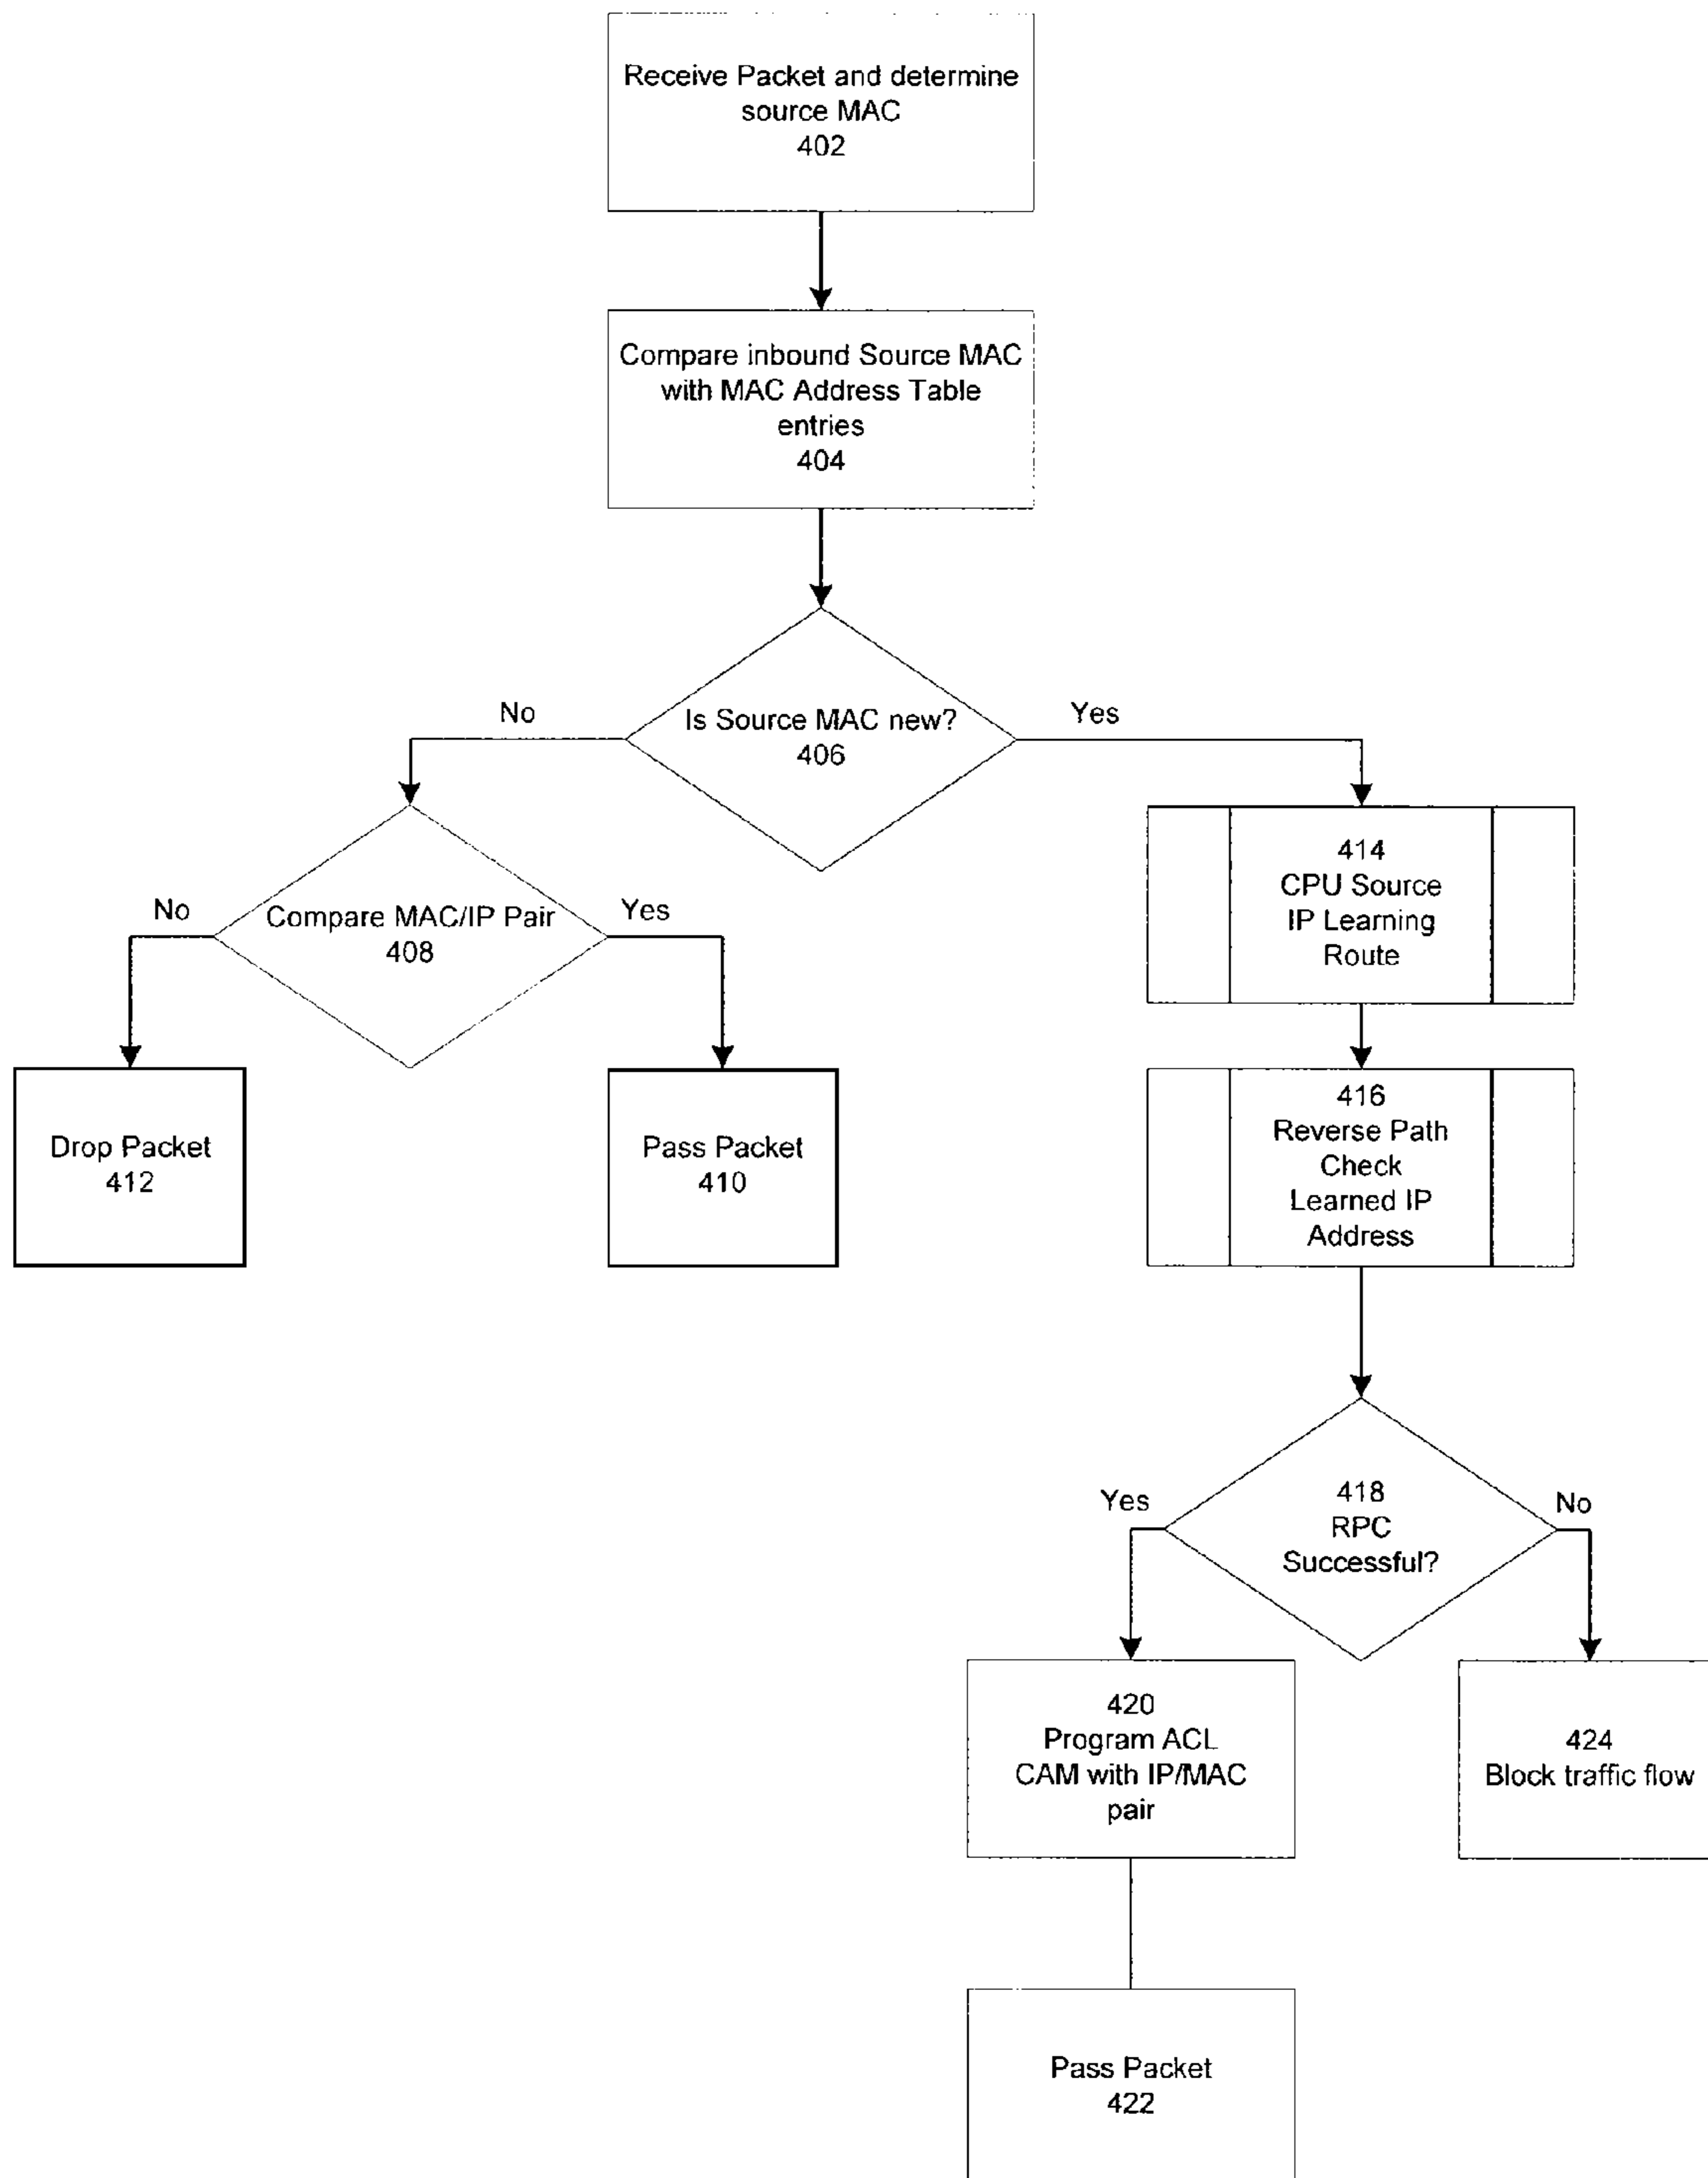 Receive Packet and determine
source MAC
402
Compare inbound Source MAC
with MAC Address Table
entries
404
No
Is Source MAC new?
406
Yes
No
Compare MAC/IP Pair
408
Yes
414
CPU Source
IP Learning
Route
Drop Packet
412
Pass Packet
410
416
Reverse Path
Check
Learned IP
Address
Yes
418
RPC
Successful?
No
420
Program ACL
CAM with IP/MAC
pair
424
Block traffic flow
Pass Packet
422